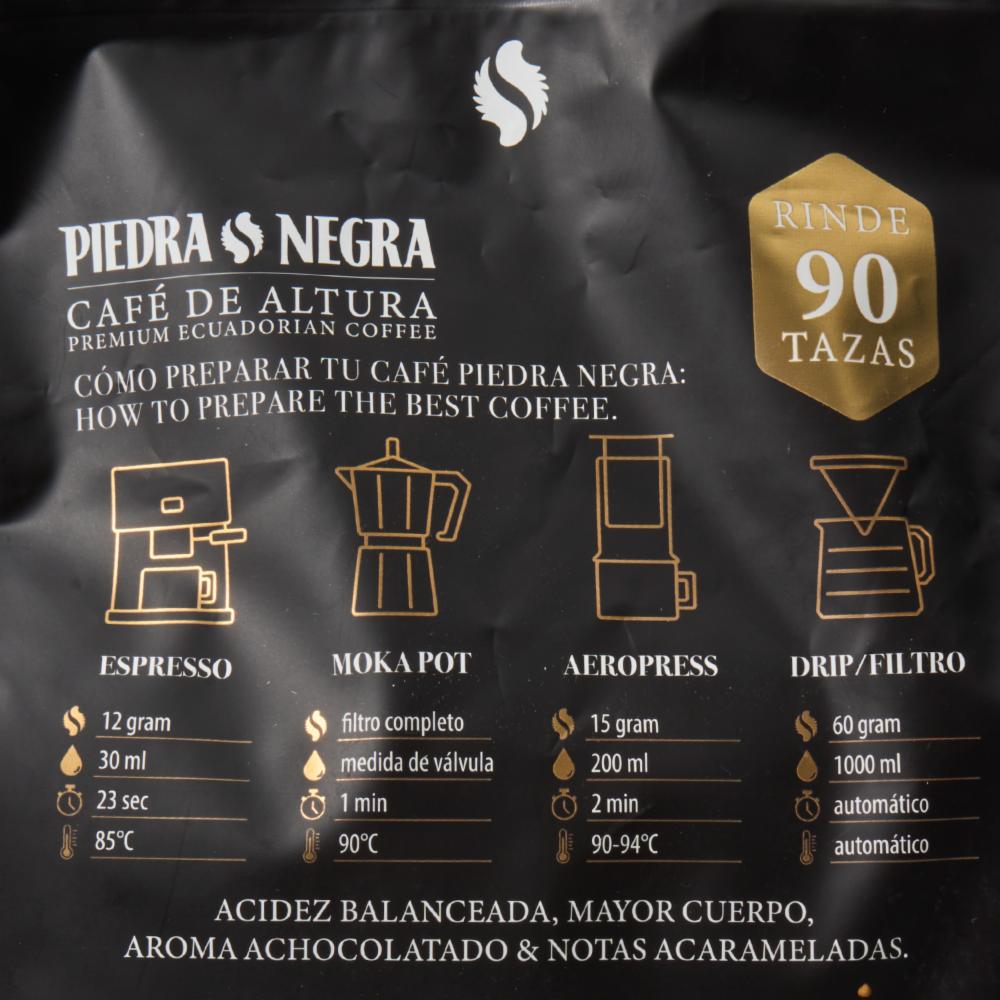 PIEDRA NEGRA
CAFÉ DE ALTURA
PREMIUM ECUADORIAN COFFEE
RINDE
90
TAZAS
CÓMO PREPARAR TU CAFÉ PIEDRA NEGRA:
HOW TO PREPARE THE BEST COFFEE.
ESPRESSO
12 gram
30 ml
23 sec
85°C
MOKA POT
filtro completo
medida de válvula
1 min
90°C
AEROPRESS
15 gram
200 ml
2 min
90-94°C
DRIP/FILTRO
60 gram
1000 ml
automático
automático
ACIDEZ BALANCEADA, MAYOR CUERPO,
AROMA ACHOCOLATADO & NOTAS ACARAMELADAS.